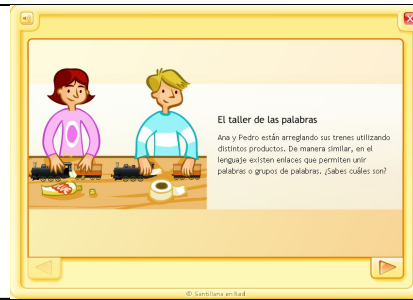 El taller de las palabras
Ana y Pedro están arreglando sus trenes utilizando
distintos productos. De manera similar, en el
lenguaje existen enlaces que permiten unir
palabras o grupos de palabras. ¿Sabes cuáles son?
© Santillana en Red